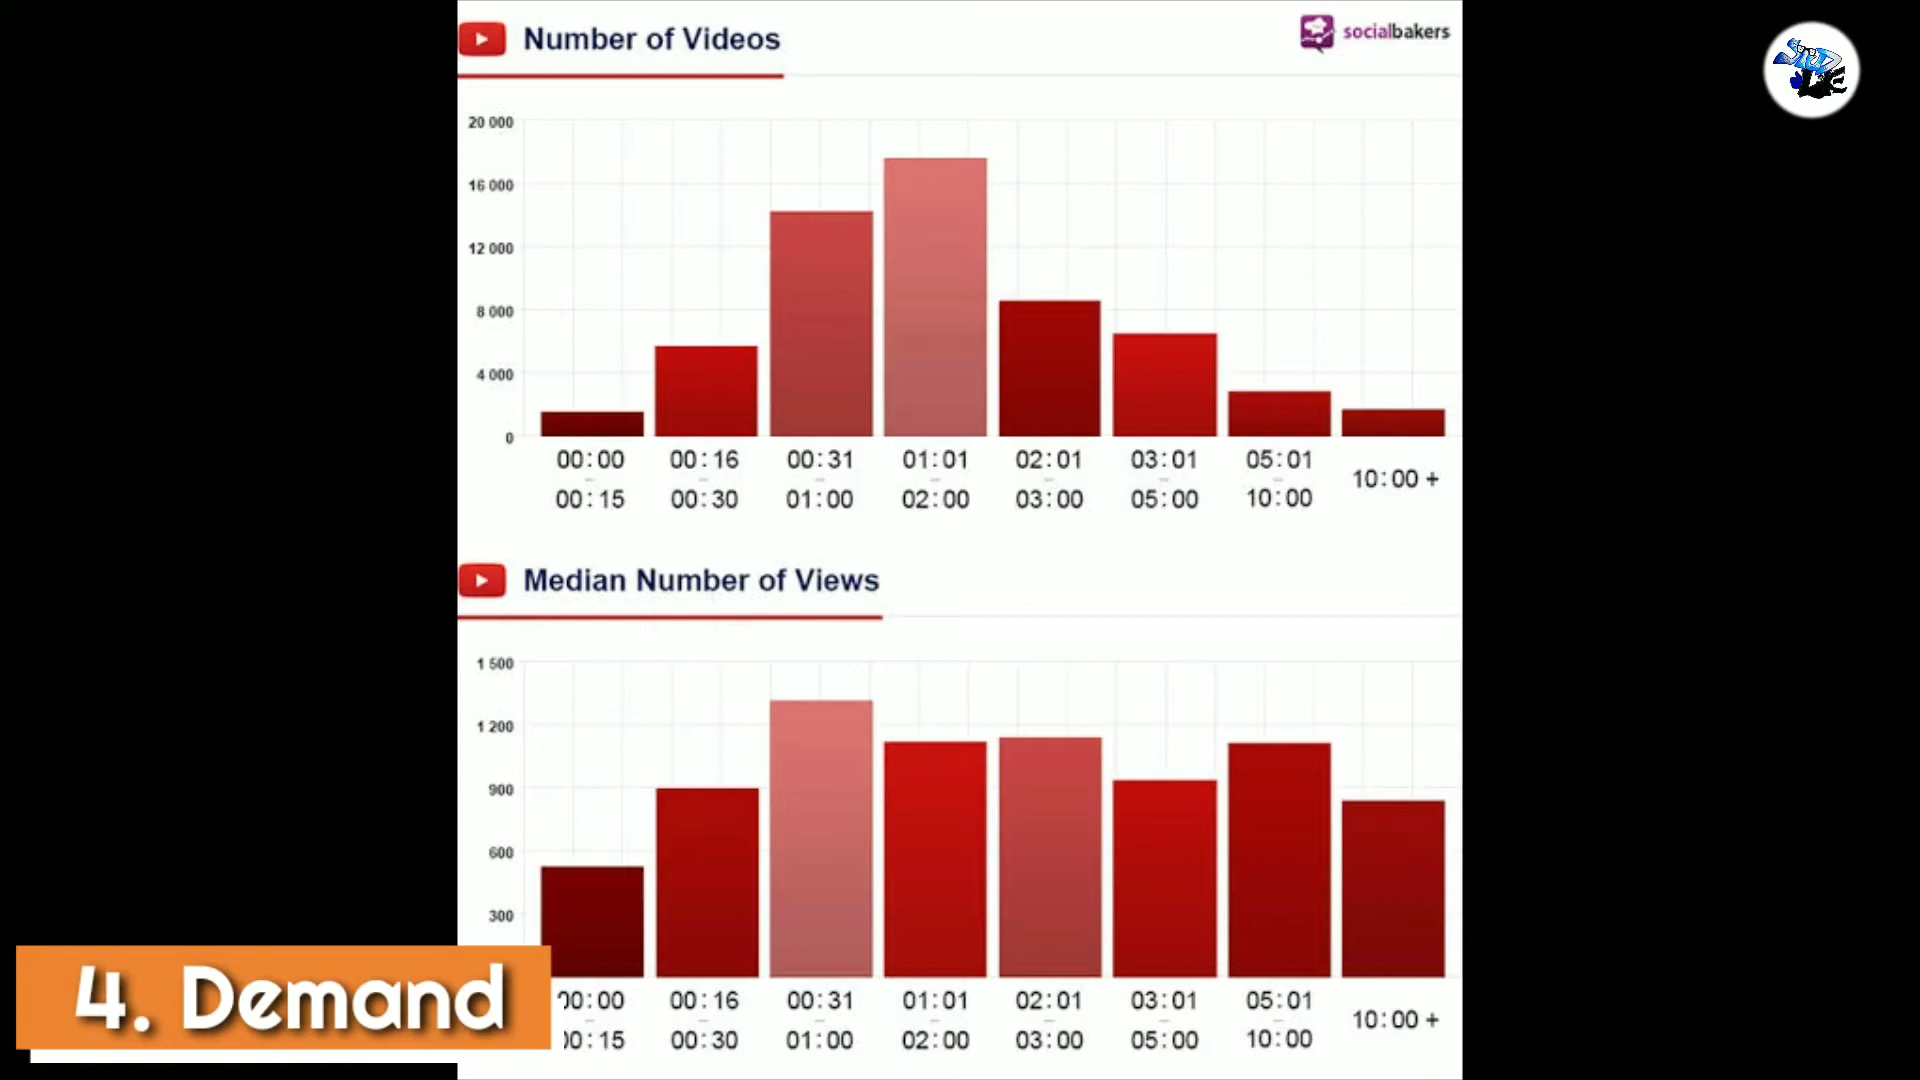 Number of Videos
socialbakers
20 000
16 000
12 000
8 000
4 000
0
00:00 00:16 00:31 01:01 02:01 03:01 05:01 10:00 +
00:15 00:30 01:00 02:00 03:00 05:00 10:00
Median Number of Views
1 500
1 200
900
600
300
00:00 00:16 00:31 01:01 02:01 03:01 05:01 10:00 +
00:15 00:30 01:00 02:00 03:00 05:00 10:00
4. Demand